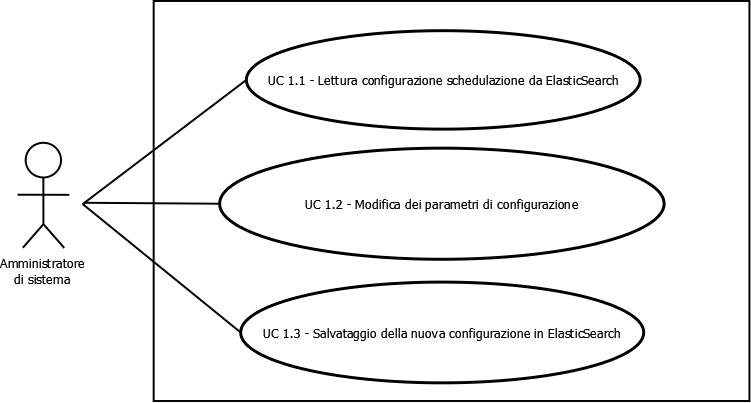 UC 1.1 - Lettura configurazione schedulazione da ElasticSearch
UC 1.2 - Modifica dei parametri di configurazione
Amministratore
di sistema
UC 1.3 - Salvataggio della nuova configurazione in ElasticSearch